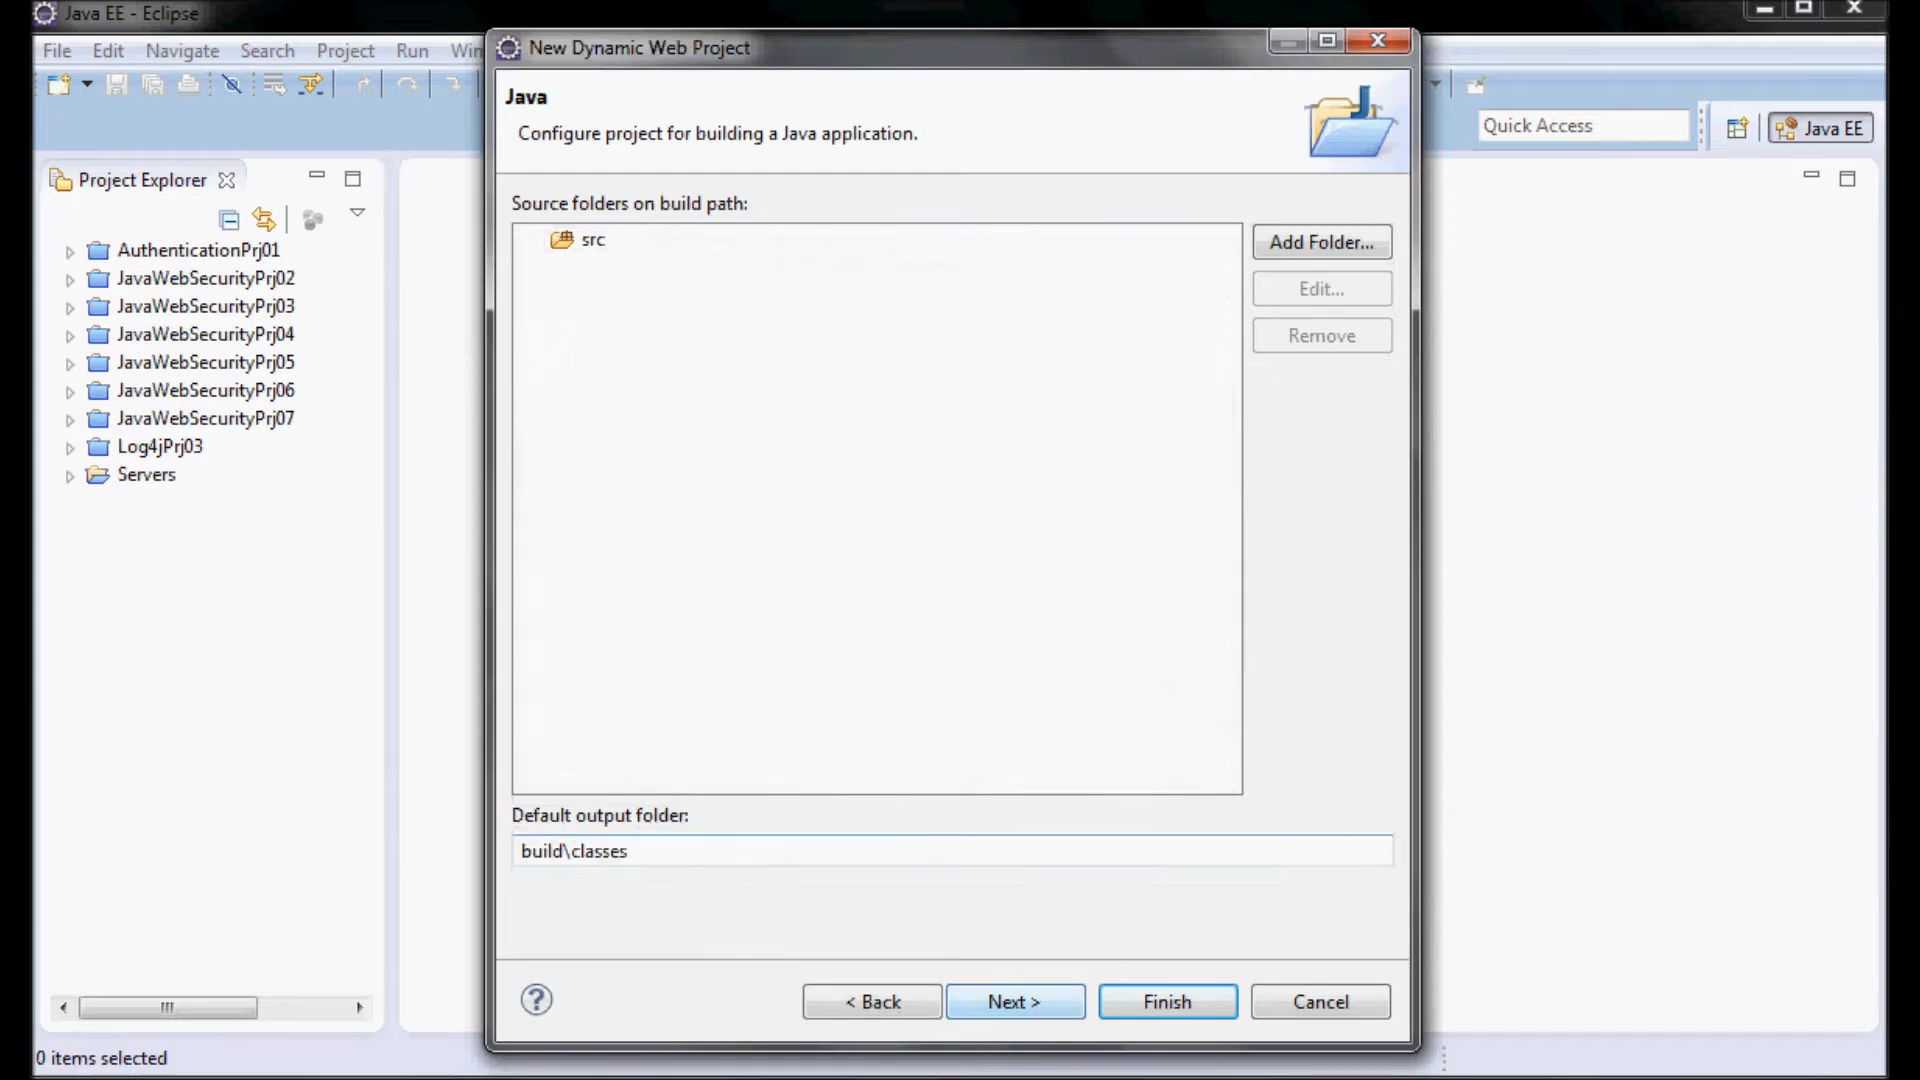 Java EE - Eclipse
File Edit Navigate Search Project Run Win
New Dynamic Web Project
Java
Configure project for building a Java application.
Quick Access
Java EE
Project Explorer
AuthenticationPrj01
JavaWebSecurityPrj02
JavaWebSecurityPrj03
JavaWebSecurityPrj04
JavaWebSecurityPrj05
JavaWebSecurityPrj06
JavaWebSecurityPrj07
Log4jPrj03
Servers
Source folders on build path:
src
Add Folder...
Edit...
Remove
Default output folder:
build\classes
< Back Next > Finish Cancel
0 items selected